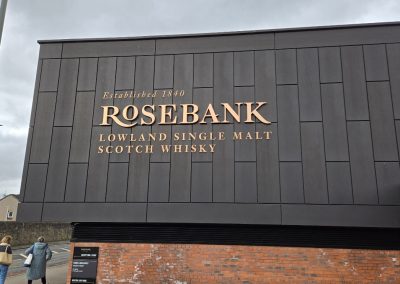 Established 1840
ROSEBANK
LOWLAND SINGLE MALT
SCOTCH WHISKY